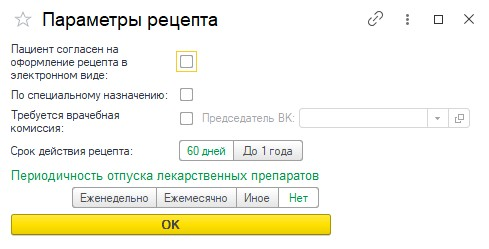 Параметры рецепта
Пациент согласен на
оформление рецепта в
электронном виде:
По специальному назначению:
Требуется врачебная
комиссия:
Председатель ВК:
Срок действия рецепта:
60 дней До 1 года
Периодичность отпуска лекарственных препаратов
Еженедельно Ежемесячно Иное Нет
OK